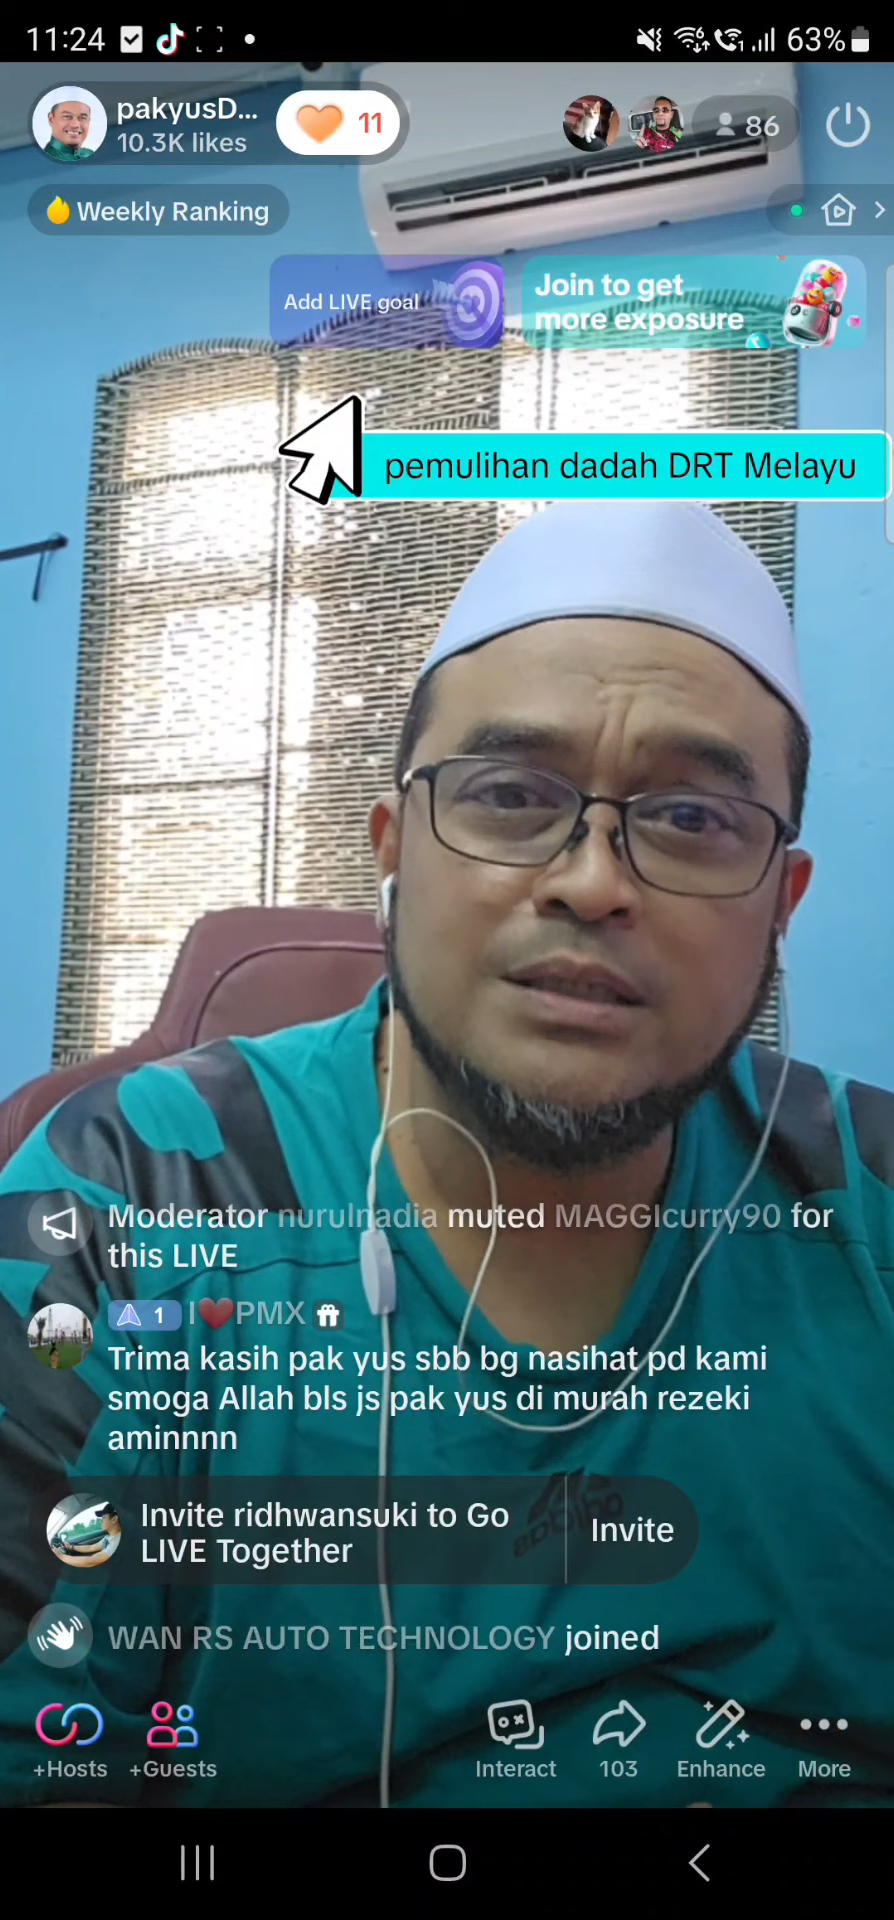 11:24
63%
pakyusD...
10.3K likes
11
86
Weekly Ranking
Add LIVE goal
Join to get
more exposure
pemulihan dadah DRT Melayu
Moderator nurulnadia muted MAGGIcurry90 for
this LIVE
1 I❤️PMX
Trima kasih pak yus sbb bg nasihat pd kami
smoga Allah bls js pak yus di murah rezeki
aminnnn
Invite ridhwansuki to Go
LIVE Together
Invite
WAN RS AUTO TECHNOLOGY joined
+Hosts
+Guests
Interact
103
Enhance
More